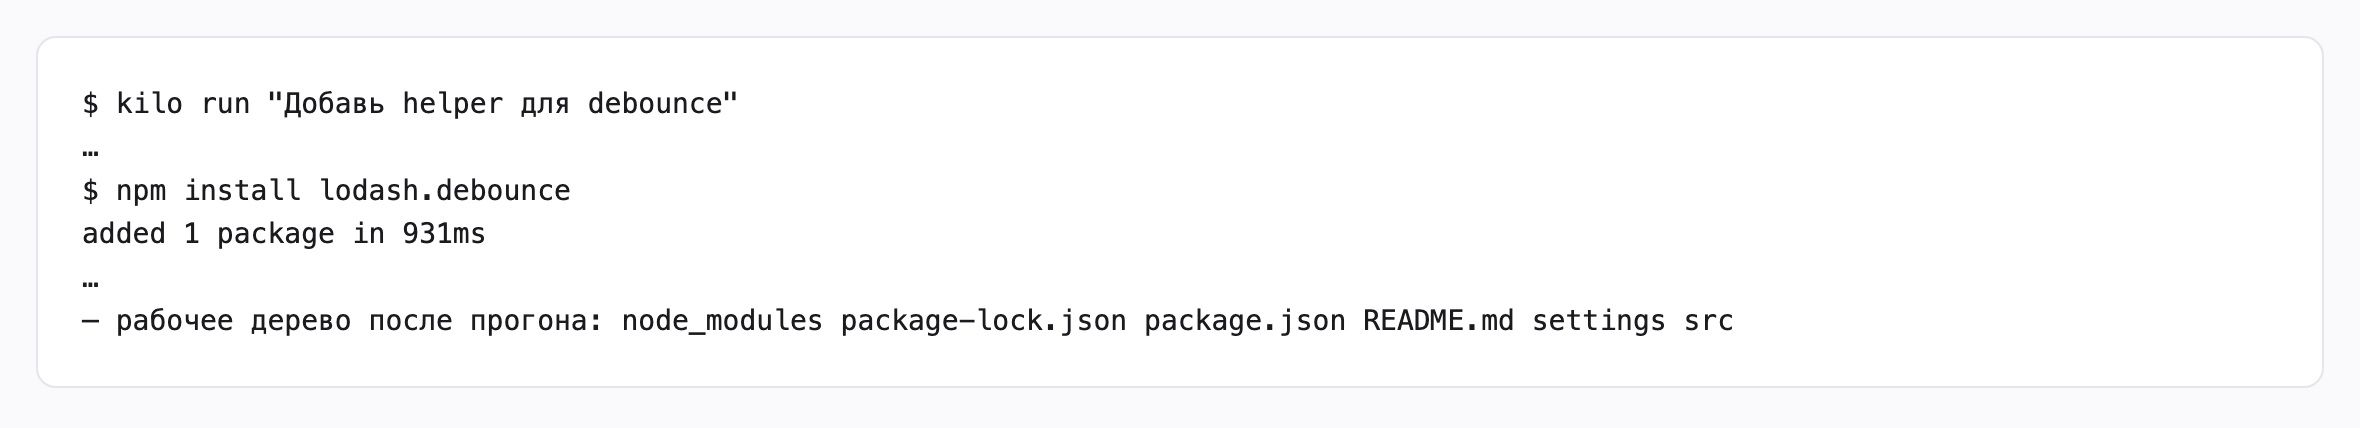 $ kilo run "Добавь helper для debounce"
…
$ npm install lodash.debounce
added 1 package in 931ms
…
— рабочее дерево после прогона: node_modules package-lock.json package.json README.md settings src